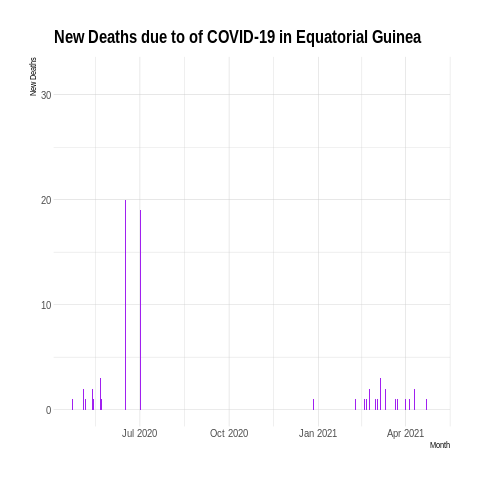 New Deaths due to of COVID-19 in Equatorial Guinea
New Deaths
30
20
10
0
Jul 2020 Oct 2020 Jan 2021 Apr 2021
Month